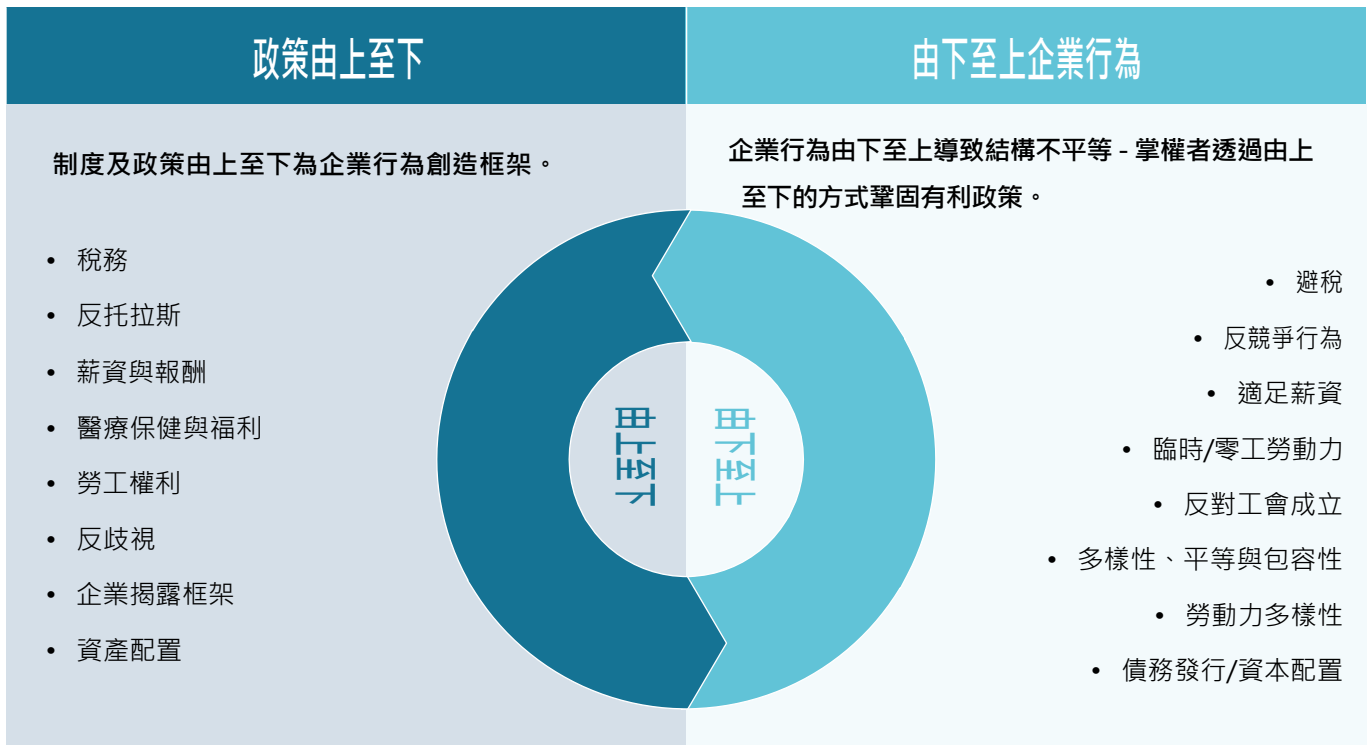 政策由上至下
由下至上企業行為
制度及政策由上至下為企業行為創造框架。
• 稅務
• 反托拉斯
• 薪資與報酬
• 醫療保健與福利
• 勞工權利
• 反歧視
• 企業揭露框架
• 資產配置
由上至下
由下至上
企業行為由下至上導致結構不平等 - 掌權者透過由上
至下的方式鞏固有利政策。
• 避稅
• 反競爭行為
• 適足薪資
• 臨時/零工勞動力
• 反對工會成立
• 多樣性、平等與包容性
• 勞動力多樣性
• 債務發行/資本配置